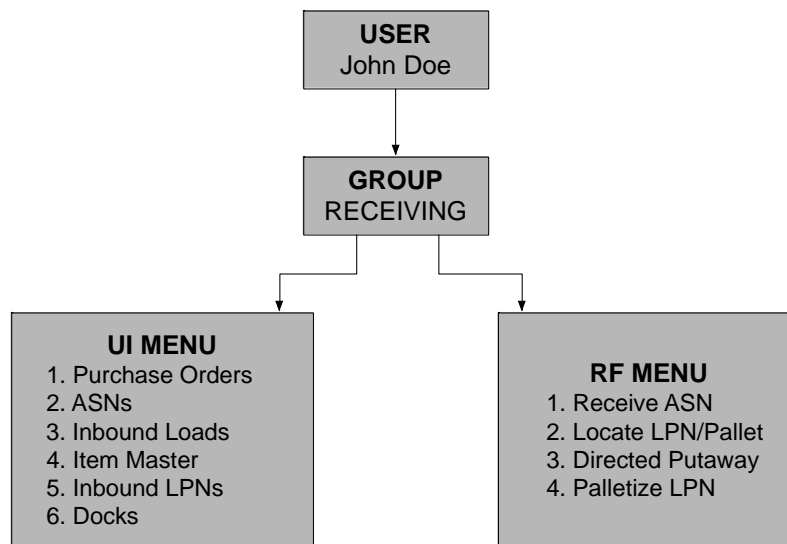 USER
John Doe
GROUP
RECEIVING
UI MENU
1. Purchase Orders
2. ASNs
3. Inbound Loads
4. Item Master
5. Inbound LPNs
6. Docks
RF MENU
1. Receive ASN
2. Locate LPN/Pallet
3. Directed Putaway
4. Palletize LPN